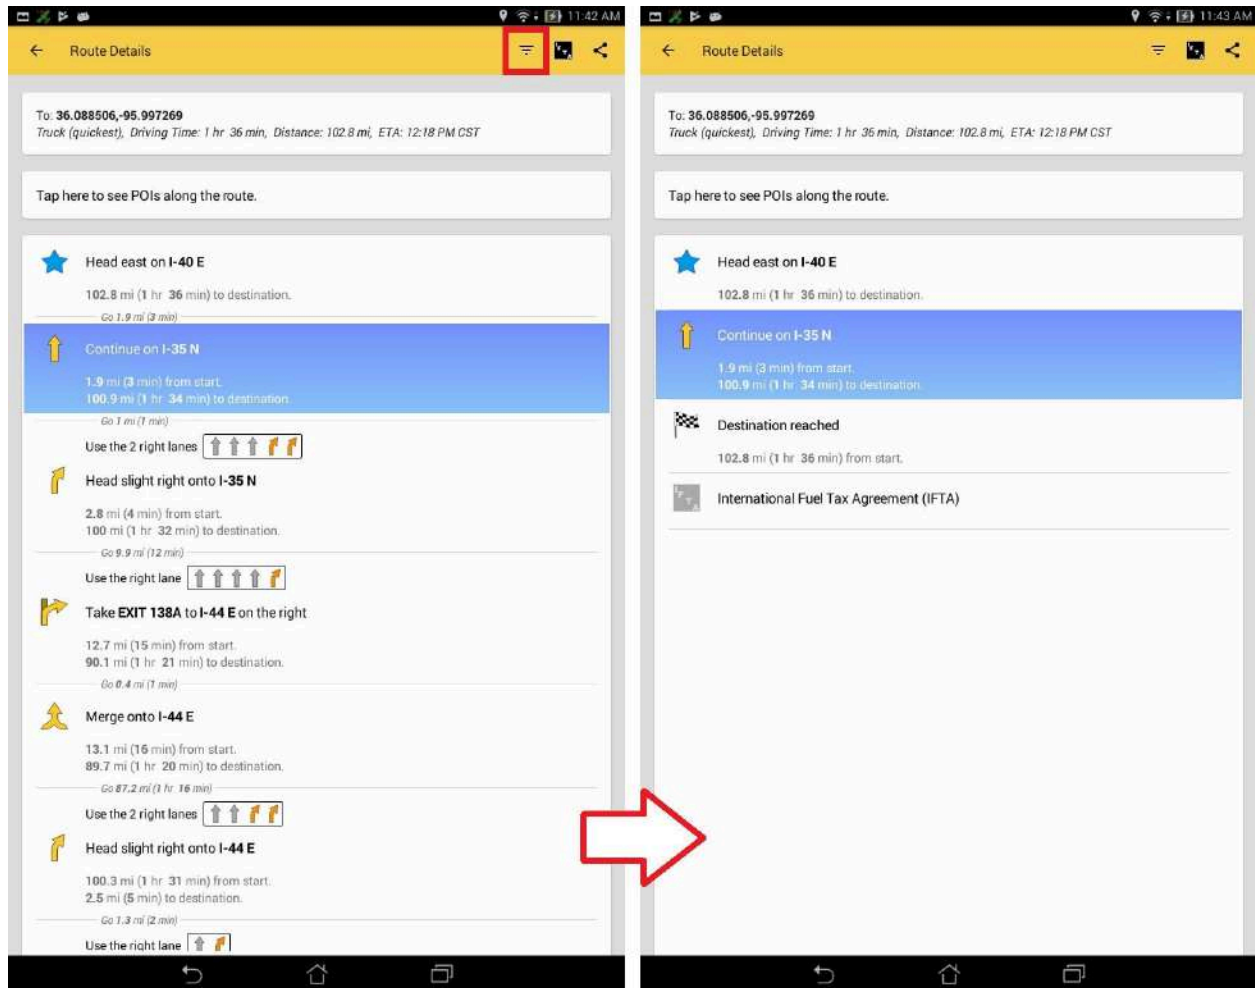 11:42 AM
Route Details
To: 36.088506,-95.997269
Truck (quickest), Driving Time: 1 hr 36 min, Distance: 102.8 mi, ETA: 12:18 PM CST
Tap here to see POIs along the route.
Head east on I-40 E
102.8 mi (1 hr 36 min) to destination.
Go 1.9 mi (3 min)
Continue on I-35 N
1.9 mi (3 min) from start.
100.9 mi (1 hr 34 min) to destination.
Go 1 mi (1 min)
Use the 2 right lanes
Head slight right onto I-35 N
2.8 mi (4 min) from start.
100 mi (1 hr 32 min) to destination.
Go 9.9 mi (12 min)
Use the right lane
Take EXIT 138A to I-44 E on the right
12.7 mi (15 min) from start.
90.1 mi (1 hr 21 min) to destination.
Go 0.4 mi (1 min)
Merge onto I-44 E
13.1 mi (16 min) from start.
89.7 mi (1 hr 20 min) to destination.
Go 87.2 mi (1 hr 16 min)
Use the 2 right lanes
Head slight right onto I-44 E
100.3 mi (1 hr 31 min) from start.
2.5 mi (5 min) to destination.
Go 1.3 mi (2 min)
Use the right lane
11:43 AM
Route Details
To: 36.088506,-95.997269
Truck (quickest), Driving Time: 1 hr 36 min, Distance: 102.8 mi, ETA: 12:18 PM CST
Tap here to see POIs along the route.
Head east on I-40 E
102.8 mi (1 hr 36 min) to destination.
Continue on I-35 N
1.9 mi (3 min) from start.
100.9 mi (1 hr 34 min) to destination.
Destination reached
102.8 mi (1 hr 36 min) from start.
International Fuel Tax Agreement (IFTA)